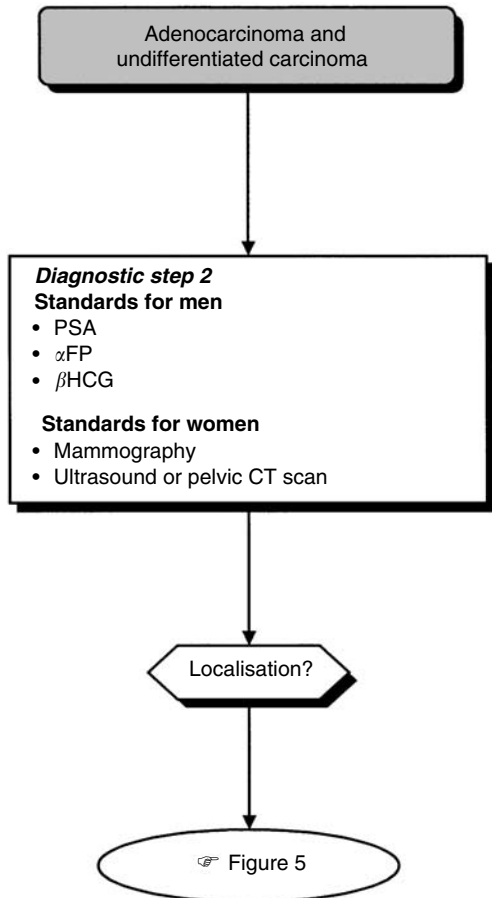 Adenocarcinoma and
undifferentiated carcinoma
Diagnostic step 2
Standards for men
• PSA
• αFP
• βHCG
Standards for women
• Mammography
• Ultrasound or pelvic CT scan
Localisation?
☞ Figure 5